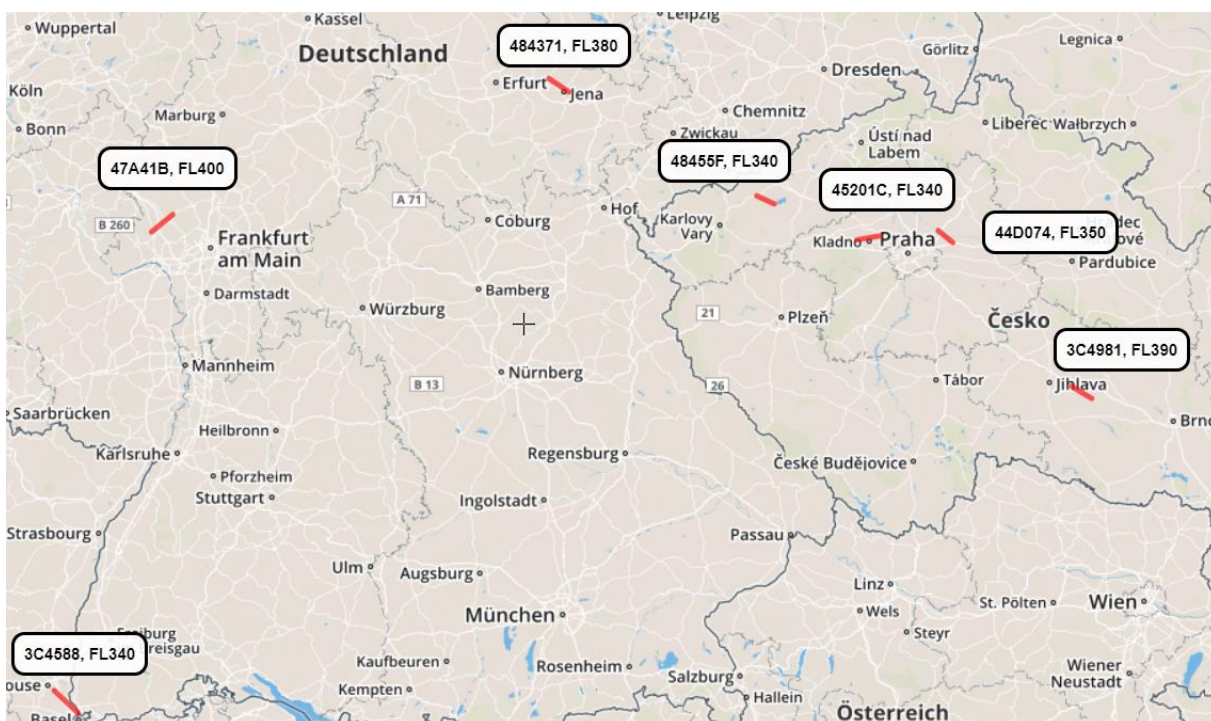 Wuppertal
Kassel
Leipzig
Deutschland
484371, FL380
Görlitz
Legnica
Dresden
Erfurt
Jena
Köln
Bonn
Marburg
Chemnitz
Zwickau
Ústí nad
Labem
Liberec
Wałbrzych
47A41B, FL400
48455F, FL340
45201C, FL340
A 71
Hof
Coburg
B 260
Karlovy
Vary
Frankfurt
am Main
Kladno
Praha
44D074, FL350
Pardubice
Darmstadt
Bamberg
Würzburg
21
Plzeň
Česko
Mannheim
Nürnberg
B 13
26
Tábor
3C4981, FL390
Jihlava
Saarbrücken
Heilbronn
Karlsruhe
Pforzheim
Stuttgart
Regensburg
České Budějovice
Ingolstadt
Strasbourg
Passau
Ulm
Augsburg
Linz
München
Wels
St. Pölten
Wien
Steyr
3C4588, FL340
Kaufbeuren
Rosenheim
Salzburg
Wiener
Neustadt
Kempten
Hallein
Basel
Österreich